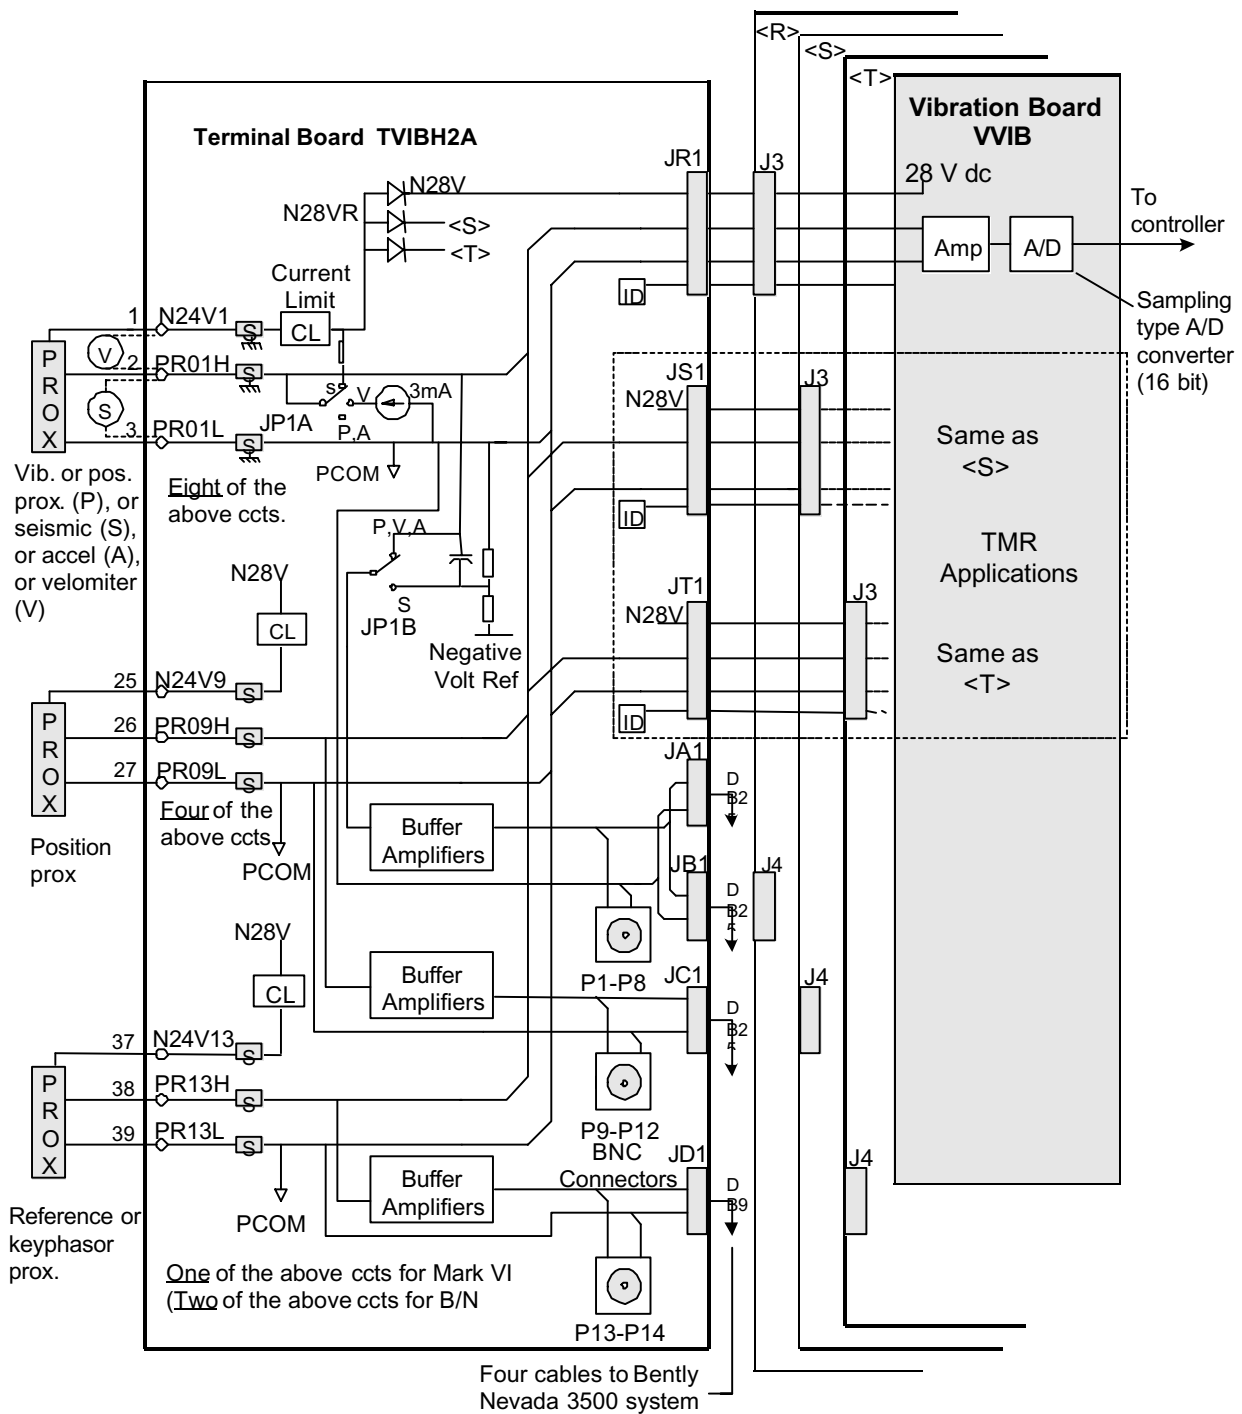 <R>
<S>
<T>
Vibration Board
VVIB
Terminal Board TVIBH2A
JR1
J3
28 V dc
N28V
N28VR
<S>
<T>
To
controller
Amp
A/D
Current
Limit
CL
ID
Sampling
type A/D
converter
(16 bit)
1
N24V1
S
P
R
O
X
V
2
PR01H
S
S
3
PR01L
S
s
V
3mA
JP1A
P,A
PCOM
JS1
N28V
J3
Same as
<S>
ID
Vib. or pos.
prox. (P), or
seismic (S),
or accel (A),
or velomiter
(V)
Eight of the
above ccts.
P,V,A
S
JP1B
Negative
Volt Ref
TMR
Applications
N28V
CL
JT1
N28V
J3
Same as
<T>
ID
25
N24V9
S
P
R
O
X
26
PR09H
S
27
PR09L
S
Four of the
above ccts
PCOM
Position
prox
JA1
D
B2
5
Buffer
Amplifiers
JB1
D
B2
5
J4
P1-P8
N28V
CL
Buffer
Amplifiers
JC1
D
B2
5
J4
37
N24V13
S
P
R
O
X
38
PR13H
S
39
PR13L
S
P9-P12
BNC
Connectors
JD1
D
B9
J4
Buffer
Amplifiers
PCOM
Reference or
keyphasor
prox.
One of the above ccts for Mark VI
(Two of the above ccts for B/N
P13-P14
Four cables to Bently
Nevada 3500 system